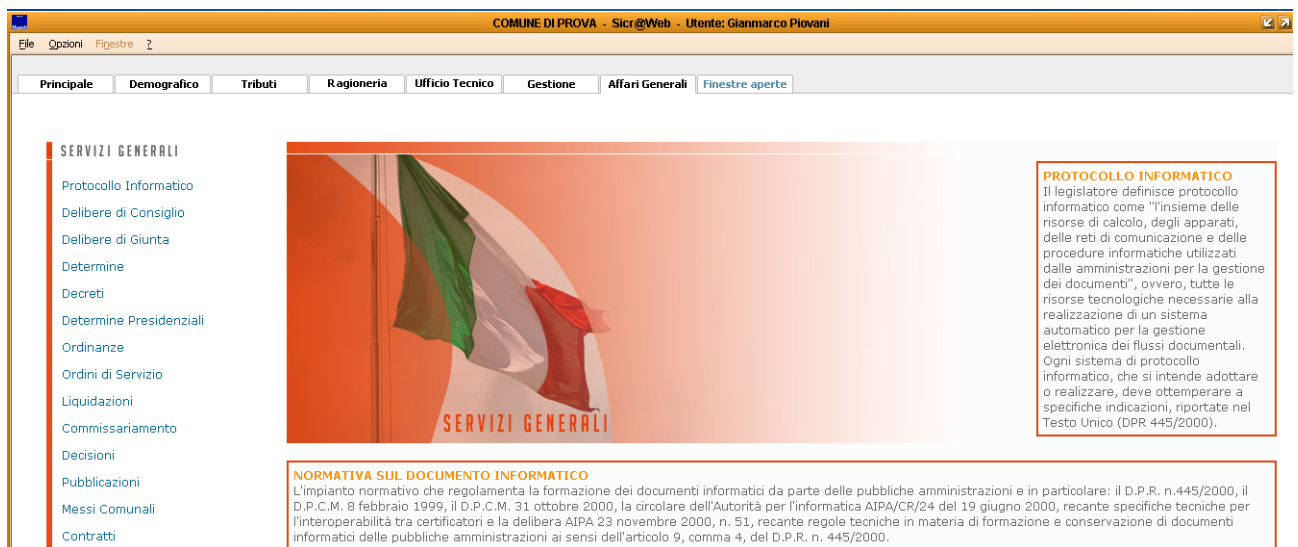 COMUNE DI PROVA - Sicr@Web - Utente: Gianmarco Piovani
File Opzioni Finestre ?
Principale Demografico Tributi Ragioneria Ufficio Tecnico Gestione Affari Generali Finestre aperte
SERVIZI GENERALI
Protocollo Informatico
Delibere di Consiglio
Delibere di Giunta
Determine
Decreti
Determine Presidenziali
Ordinanze
Ordini di Servizio
Liquidazioni
Commissariamento
Decisioni
Pubblicazioni
Messi Comunali
Contratti
SERVIZI GENERALI
PROTOCOLLO INFORMATICO
Il legislatore definisce protocollo
informatico come "l'insieme delle
risorse di calcolo, degli apparati,
delle reti di comunicazione e delle
procedure informatiche utilizzati
dalle amministrazioni per la gestione
dei documenti", ovvero, tutte le
risorse tecnologiche necessarie alla
realizzazione di un sistema
automatico per la gestione
elettronica dei flussi documentali.
Ogni sistema di protocollo
informatico, che si intende adottare
o realizzare, deve ottemperare a
specifiche indicazioni, riportate nel
Testo Unico (DPR 445/2000).
NORMATIVA SUL DOCUMENTO INFORMATICO
L'impianto normativo che regolamenta la formazione dei documenti informatici da parte delle pubbliche amministrazioni e in particolare: il D.P.R. n.445/2000, il
D.P.C.M. 8 febbraio 1999, il D.P.C.M. 31 ottobre 2000, la circolare dell'Autorità per l'informatica AIPA/CR/24 del 19 giugno 2000, recante specifiche tecniche per
l'interoperabilità tra certificatori e la delibera AIPA 23 novembre 2000, n. 51, recante regole tecniche in materia di formazione e conservazione di documenti
informatici delle pubbliche amministrazioni ai sensi dell'articolo 9, comma 4, del D.P.R. n. 445/2000.